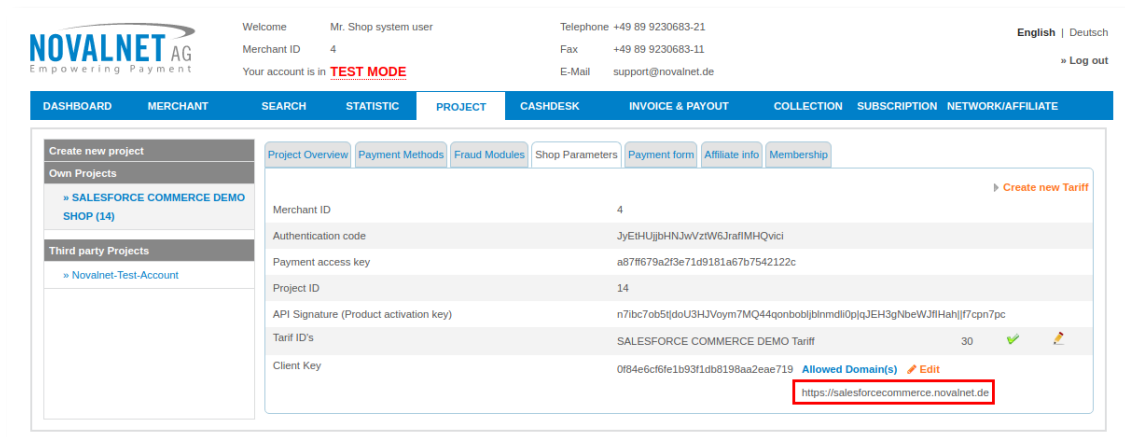 NOVALNET AG
Empowering Payment
Welcome Mr. Shop system user
Merchant ID 4
Your account is in TEST MODE
Telephone +49 89 9230683-21
Fax +49 89 9230683-11
E-Mail support@novalnet.de
English | Deutsch
» Log out
DASHBOARD MERCHANT SEARCH STATISTIC PROJECT CASHDESK INVOICE & PAYOUT COLLECTION SUBSCRIPTION NETWORK/AFFILIATE
Create new project
Own Projects
» SALESFORCE COMMERCE DEMO
SHOP (14)
Third party Projects
» Novalnet-Test-Account
Project Overview Payment Methods Fraud Modules Shop Parameters Payment form Affiliate info Membership
Create new Tariff
Merchant ID 4
Authentication code JyEtHUjjbHNJwVztW6JrafIMHQvici
Payment access key a87ff679a2f3e71d9181a67b7542122c
Project ID 14
API Signature (Product activation key) n7ibc7ob5t|doU3HJVoym7MQ44qonbobljblnmdli0p|qJEH3gNbeWJfIHah||f7cpn7pc
Tarif ID's SALESFORCE COMMERCE DEMO Tariff 30
Client Key 0f84e6cf6fe1b93f1db8198aa2eae719 Allowed Domain(s) Edit
https://salesforcecommerce.novalnet.de